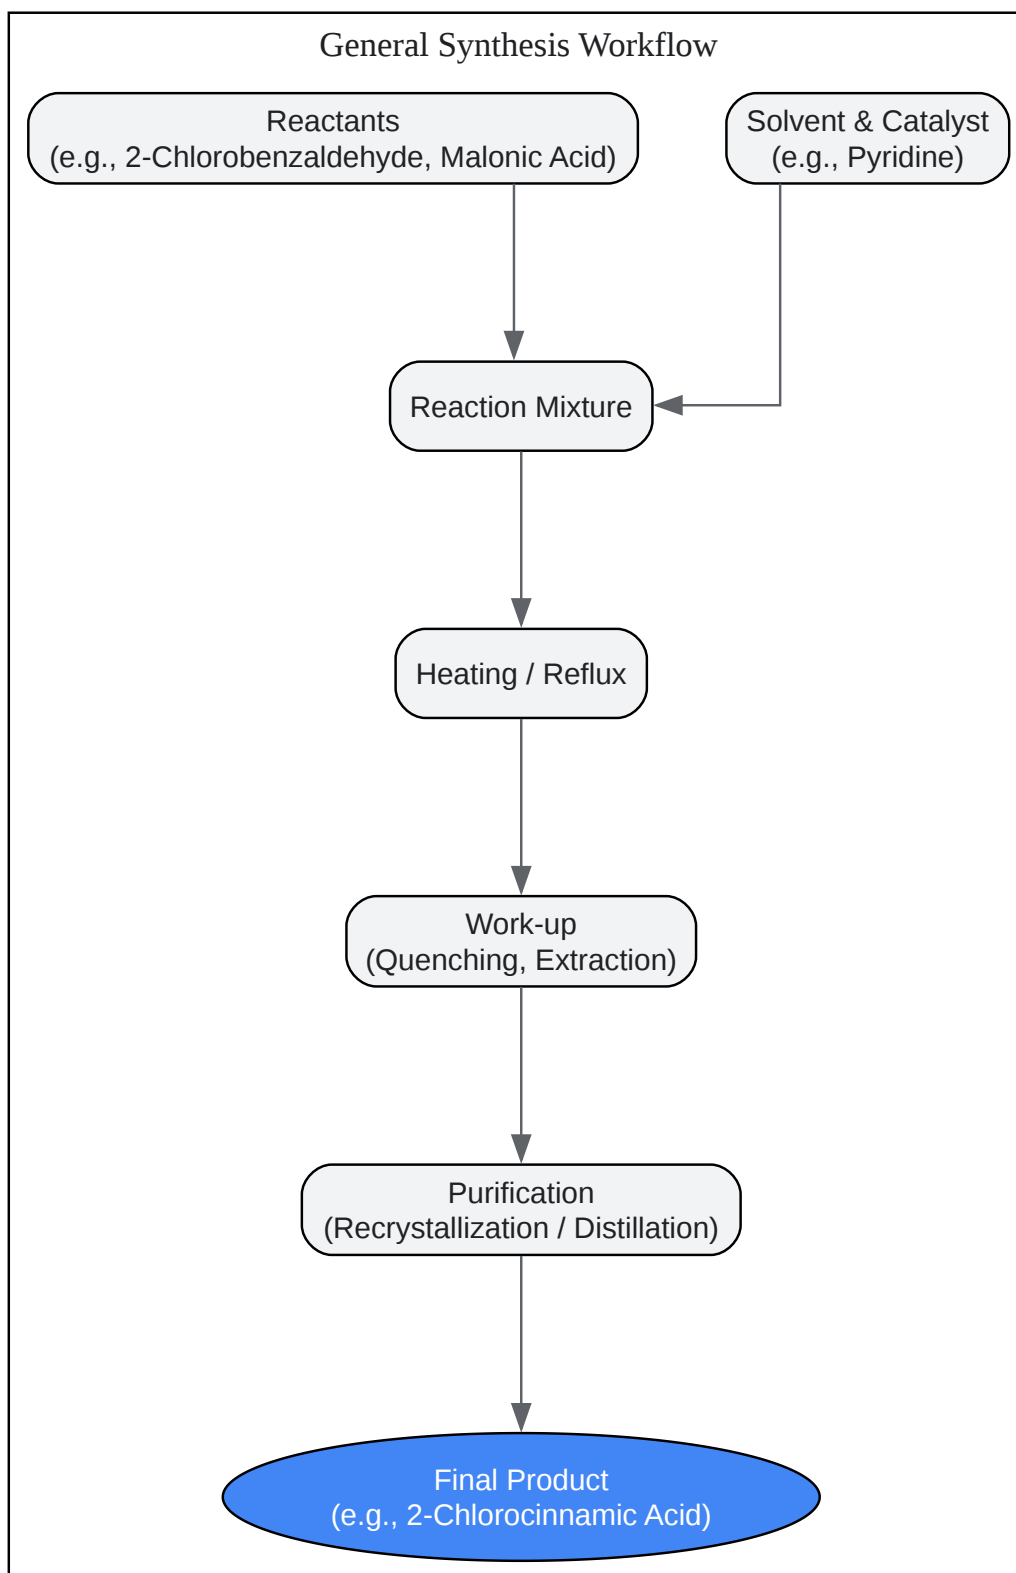 General Synthesis Workflow
Reactants
(e.g., 2-Chlorobenzaldehyde, Malonic Acid)
Solvent & Catalyst
(e.g., Pyridine)
Reaction Mixture
Heating / Reflux
Work-up
(Quenching, Extraction)
Purification
(Recrystallization / Distillation)
Final Product
(e.g., 2-Chlorocinnamic Acid)